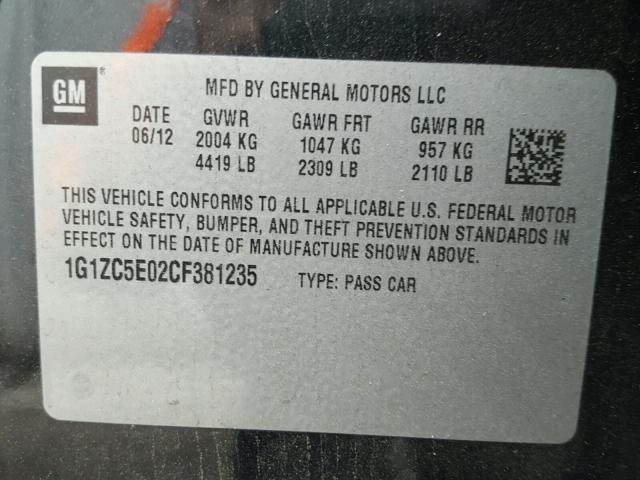 GM ®
MFD BY GENERAL MOTORS LLC
DATE GVWR GAWR FRT GAWR RR
06/12 2004 KG 1047 KG 957 KG
4419 LB 2309 LB 2110 LB
THIS VEHICLE CONFORMS TO ALL APPLICABLE U.S. FEDERAL MOTOR
VEHICLE SAFETY, BUMPER, AND THEFT PREVENTION STANDARDS IN
EFFECT ON THE DATE OF MANUFACTURE SHOWN ABOVE.
1G1ZC5E02CF381235 TYPE: PASS CAR